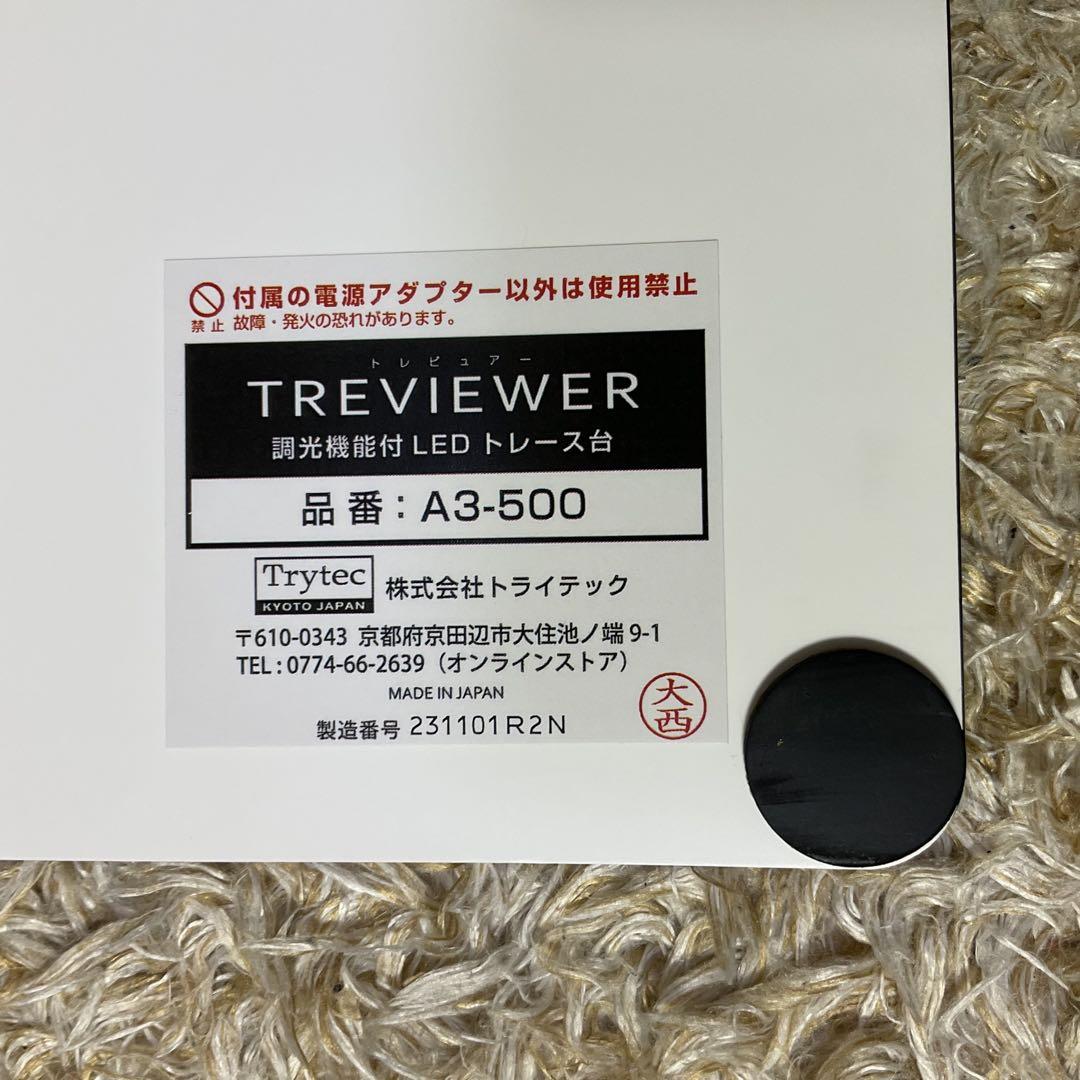 付属の電源アダプター以外は使用禁止
禁止 故障・発火の恐れがあります。
トレビュアー
TREVIEWER
調光機能付 LED トレース台
品番：A3-500
Trytec
KYOTO JAPAN
株式会社トライテック
〒610-0343 京都府京田辺市大住池ノ端 9-1
TEL : 0774-66-2639（オンラインストア）
MADE IN JAPAN
製造番号 231101R2N
大西